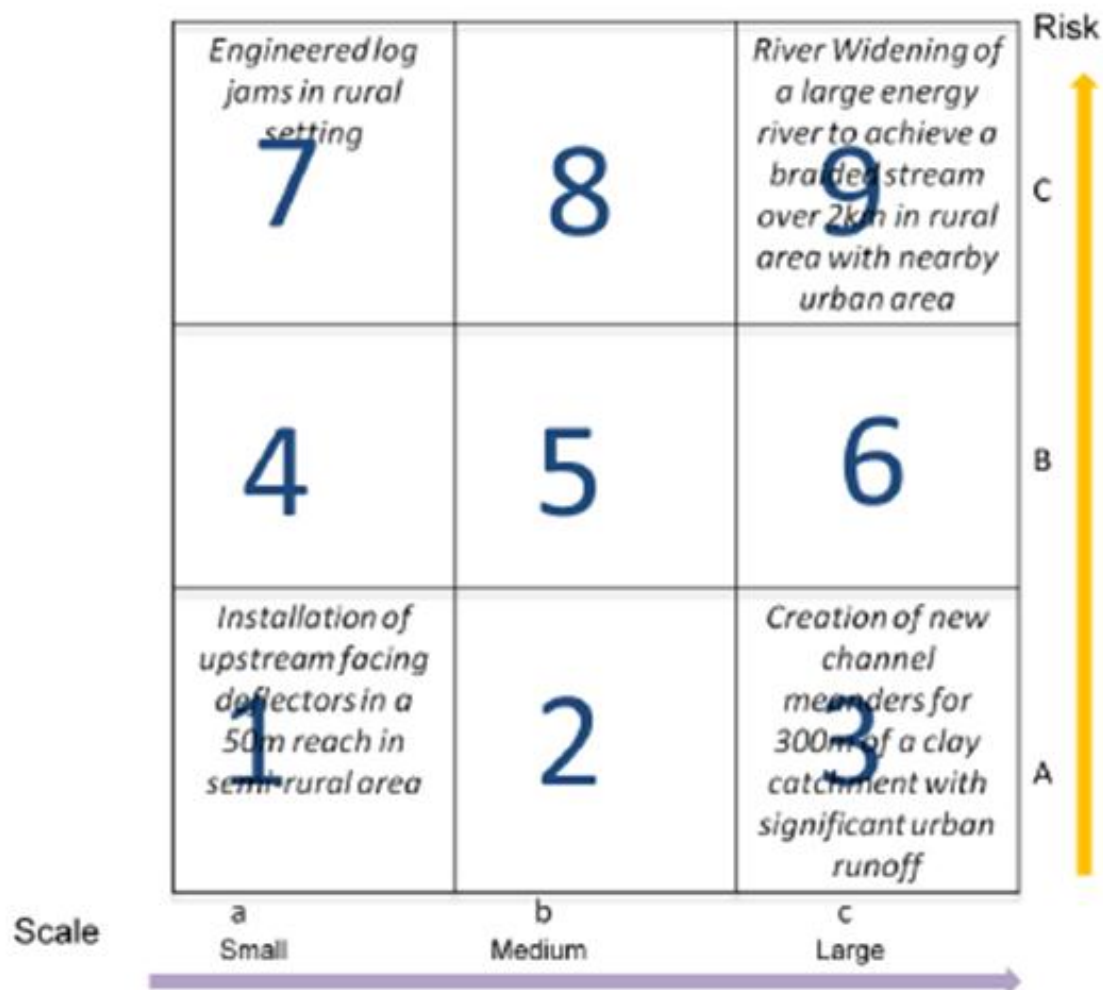 Risk
Engineered log
jams in rural
setting
7
8
River Widening of
a large energy
river to achieve a
braided stream
over 2km in rural
area with nearby
urban area
9
C
4
5
6
B
Installation of
upstream facing
deflectors in a
50m reach in
semi-rural area
1
2
Creation of new
channel
meanders for
300m of a clay
catchment with
significant urban
runoff
3
A
a
b
c
Scale
Small
Medium
Large